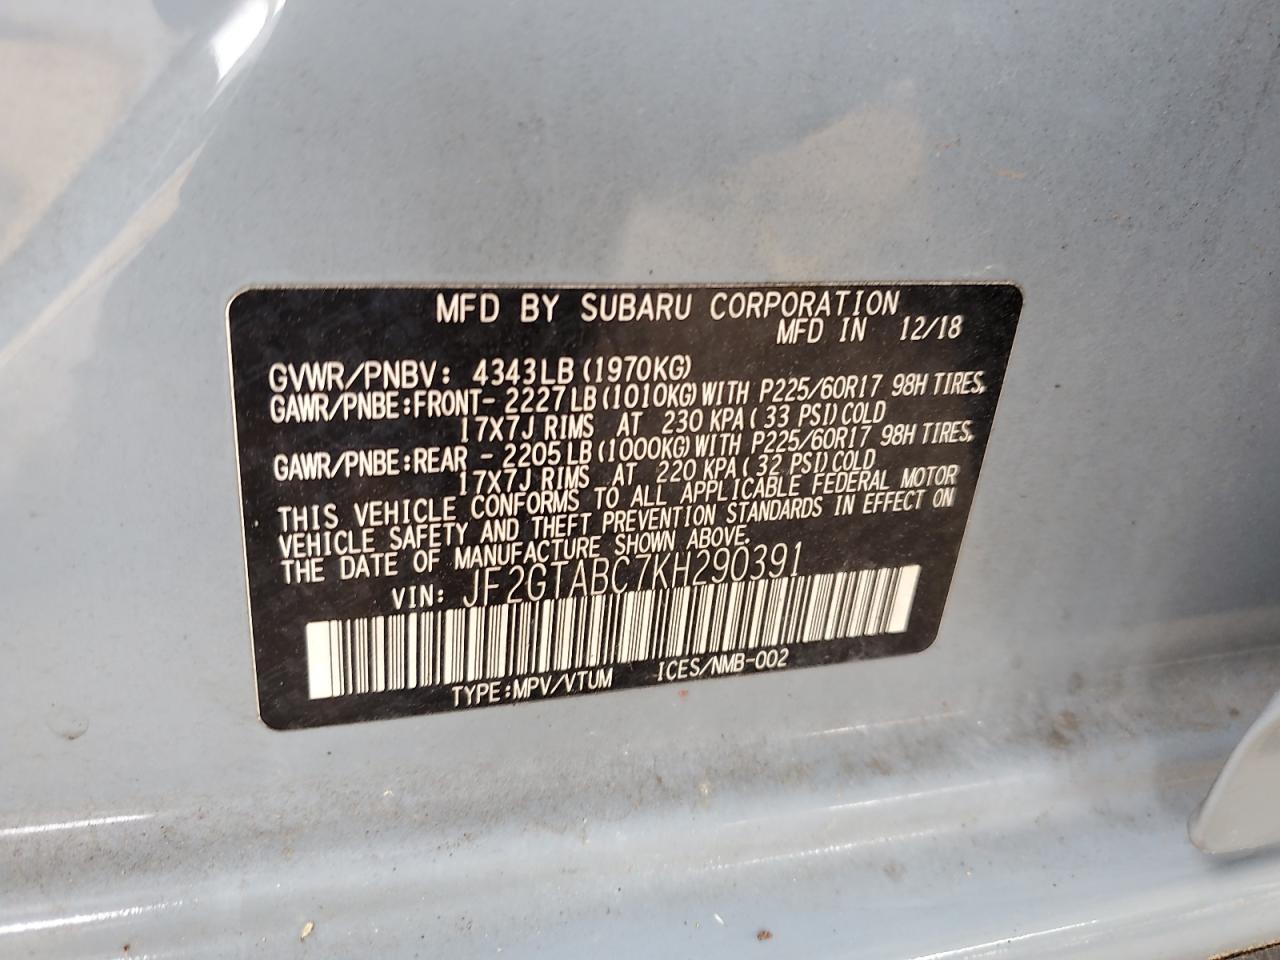 MFD BY SUBARU CORPORATION
MFD IN 12/18
GVWR/PNBV: 4343LB (1970KG)
GAWR/PNBE:FRONT- 2227LB (1010KG) WITH P225/60R17 98H TIRES,
17X7J RIMS AT 230 KPA( 33 PSI)COLD
GAWR/PNBE:REAR - 2205LB (1000KG) WITH P225/60R17 98H TIRES,
17X7J RIMS AT 220 KPA( 32 PSI)COLD
THIS VEHICLE CONFORMS TO ALL APPLICABLE FEDERAL MOTOR
VEHICLE SAFETY AND THEFT PREVENTION STANDARDS IN EFFECT ON
THE DATE OF MANUFACTURE SHOWN ABOVE.
VIN: JF2GTABC7KH290391
TYPE:MPV/VTUM ICES/NMB-002